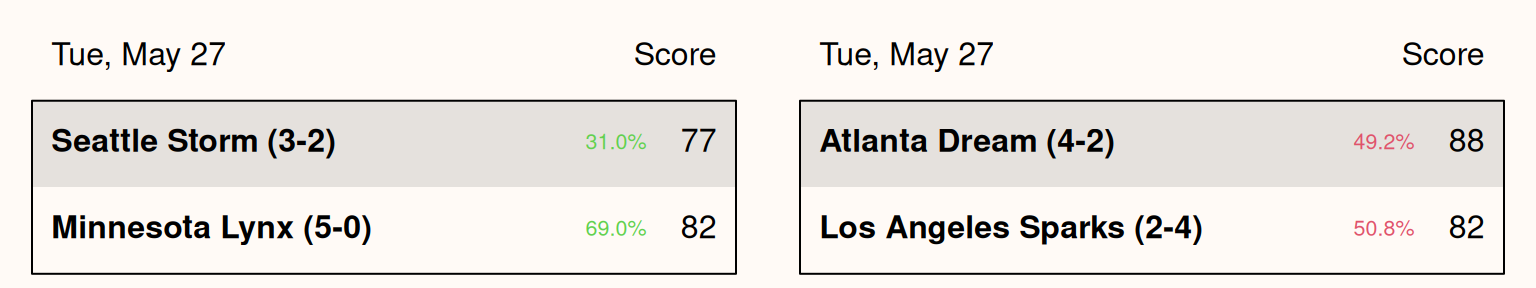 Tue, May 27 Score
Seattle Storm (3-2) 31.0% 77
Minnesota Lynx (5-0) 69.0% 82
Tue, May 27 Score
Atlanta Dream (4-2) 49.2% 88
Los Angeles Sparks (2-4) 50.8% 82